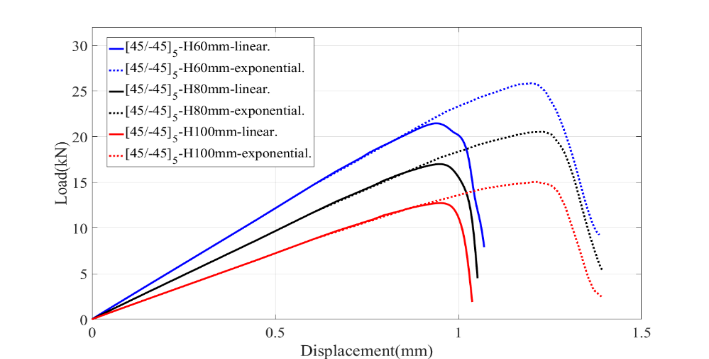 30
25
20
15
10
5
0
Load(kN)
[45/-45]5-H60mm-linear.
[45/-45]5-H60mm-exponential.
[45/-45]5-H80mm-linear.
[45/-45]5-H80mm-exponential.
[45/-45]5-H100mm-linear.
[45/-45]5-H100mm-exponential.
0 0.5 1 1.5
Displacement(mm)